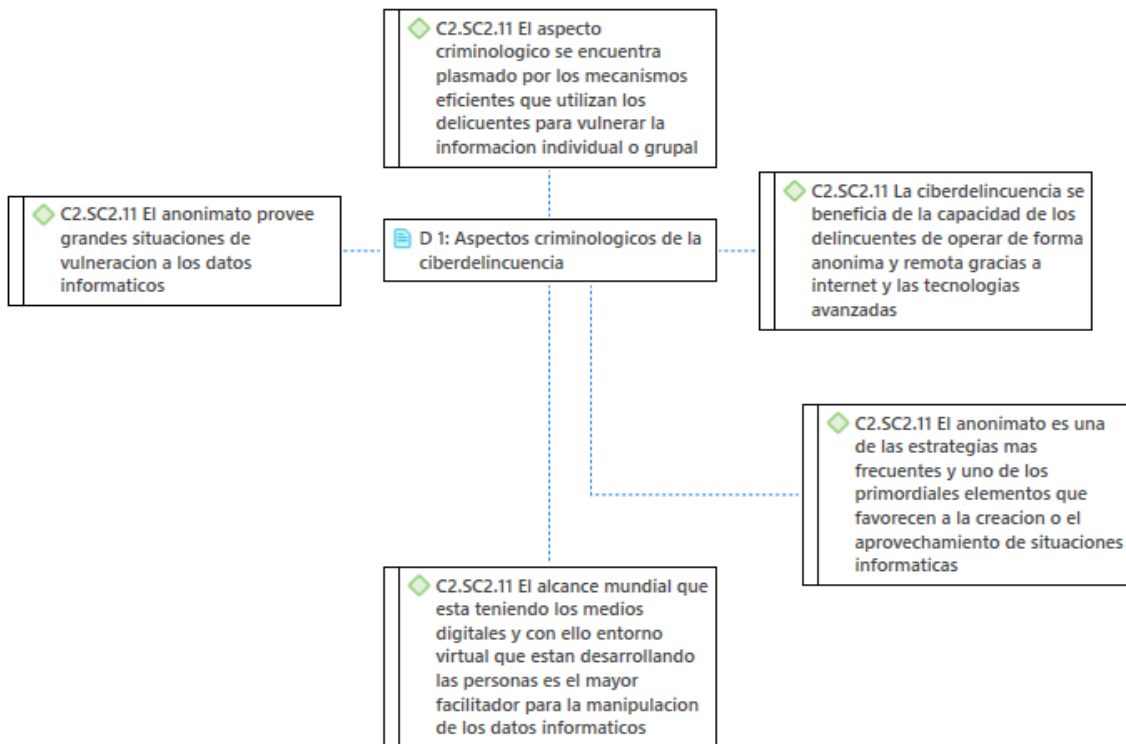 C2.SC2.11 El aspecto
criminologico se encuentra
plasmado por los mecanismos
eficientes que utilizan los
delicuentes para vulnerar la
informacion individual o grupal
C2.SC2.11 El anonimato provee
grandes situaciones de
vulneracion a los datos
informaticos
D 1: Aspectos criminologicos de la
ciberdelincuencia
C2.SC2.11 La ciberdelincuencia se
beneficia de la capacidad de los
delincuentes de operar de forma
anonima y remota gracias a
internet y las tecnologias
avanzadas
C2.SC2.11 El anonimato es una
de las estrategias mas
frecuentes y uno de los
primordiales elementos que
favorecen a la creacion o el
aprovechamiento de situaciones
informaticas
C2.SC2.11 El alcance mundial que
esta teniendo los medios
digitales y con ello entorno
virtual que estan desarrollando
las personas es el mayor
facilitador para la manipulacion
de los datos informaticos